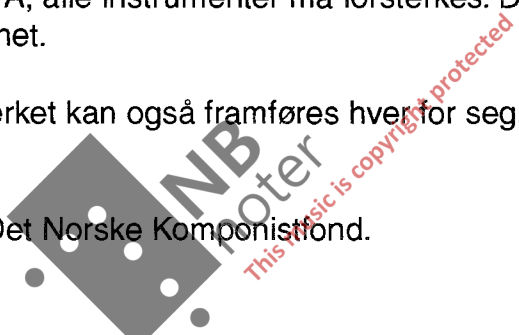 A, alle instrumenter må forsterkes. D
net.
erket kan også framføres hver for seg
Det Norske Komponistfond.
NB
noter
This music is copyright protected